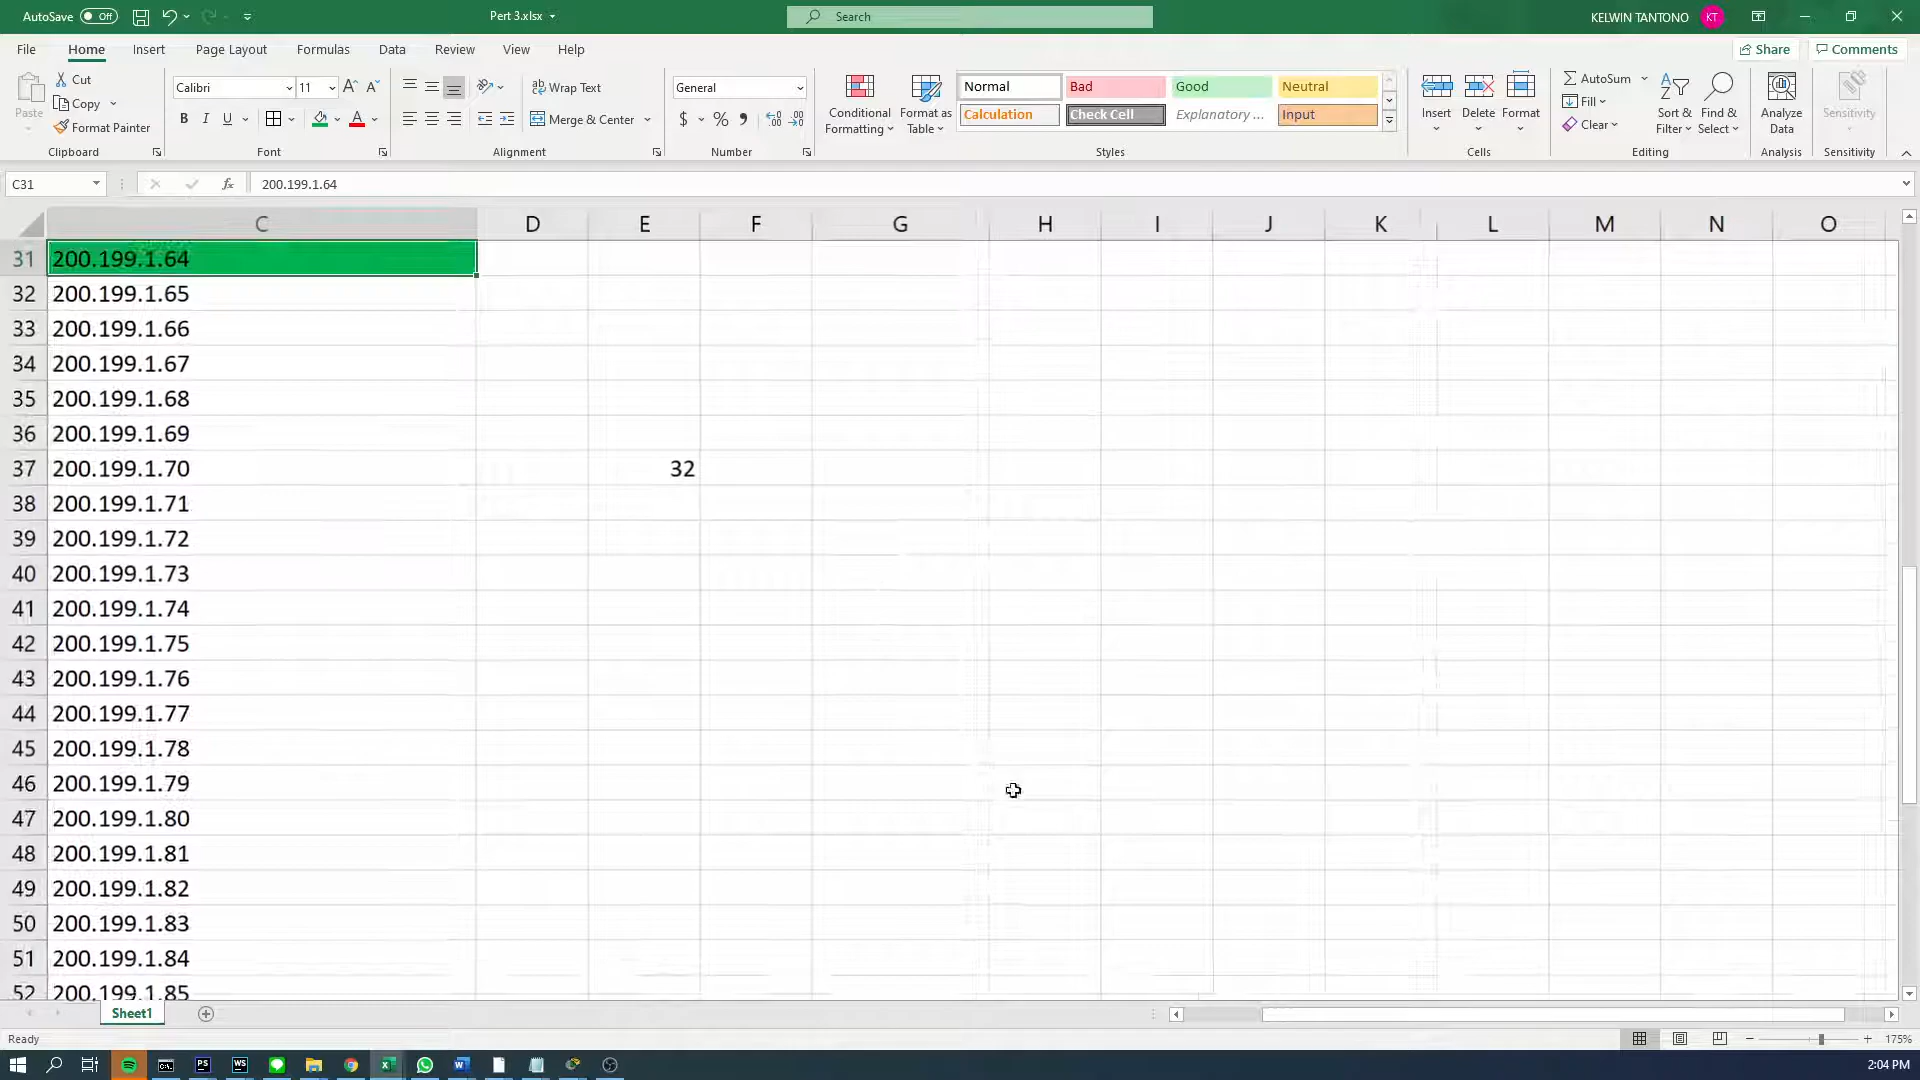 AutoSave Off Pert 3.xlsx Search KELWIN TANTONO KT
File Home Insert Page Layout Formulas Data Review View Help Share Comments
Paste Cut Copy Format Painter Clipboard
Calibri 11 A A B I U A Font
Wrap Text Merge & Center Alignment
General $ % Number
Conditional Formatting Format as Table Normal Bad Good Neutral
Calculation Check Cell Explanatory ... Input
Styles
Insert Delete Format Cells
AutoSum Fill Clear Sort & Filter Find & Select Editing
Analyze Data Analysis
Sensitivity Sensitivity
C31 fx 200.199.1.64
C D E F G H I J K L M N O
31 200.199.1.64
32 200.199.1.65
33 200.199.1.66
34 200.199.1.67
35 200.199.1.68
36 200.199.1.69
37 200.199.1.70 32
38 200.199.1.71
39 200.199.1.72
40 200.199.1.73
41 200.199.1.74
42 200.199.1.75
43 200.199.1.76
44 200.199.1.77
45 200.199.1.78
46 200.199.1.79
47 200.199.1.80
48 200.199.1.81
49 200.199.1.82
50 200.199.1.83
51 200.199.1.84
52 200.199.1.85
Sheet1
Ready 175%
PS WS 2:04 PM